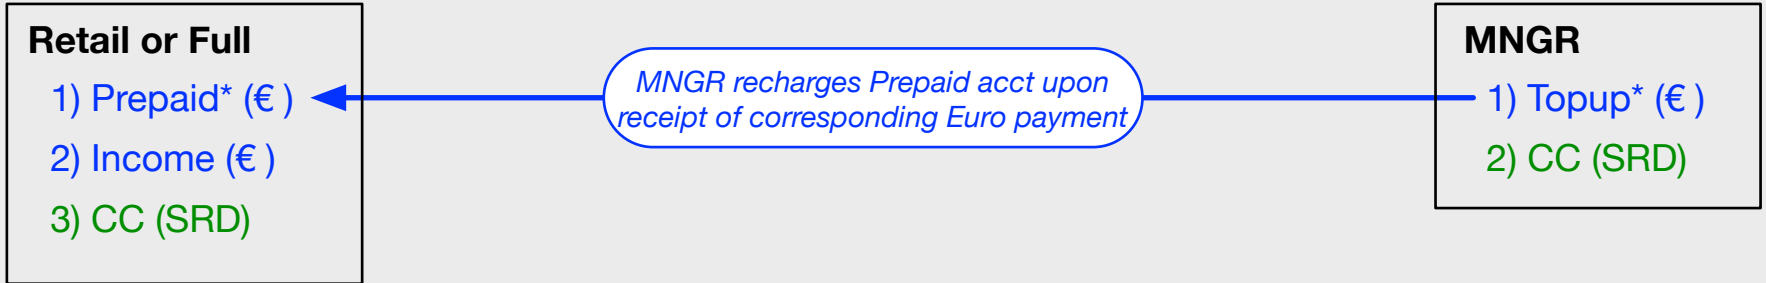 Retail or Full
1) Prepaid* (€ )
2) Income (€ )
3) CC (SRD)
MNGR recharges Prepaid acct upon
receipt of corresponding Euro payment
MNGR
1) Topup* (€ )
2) CC (SRD)